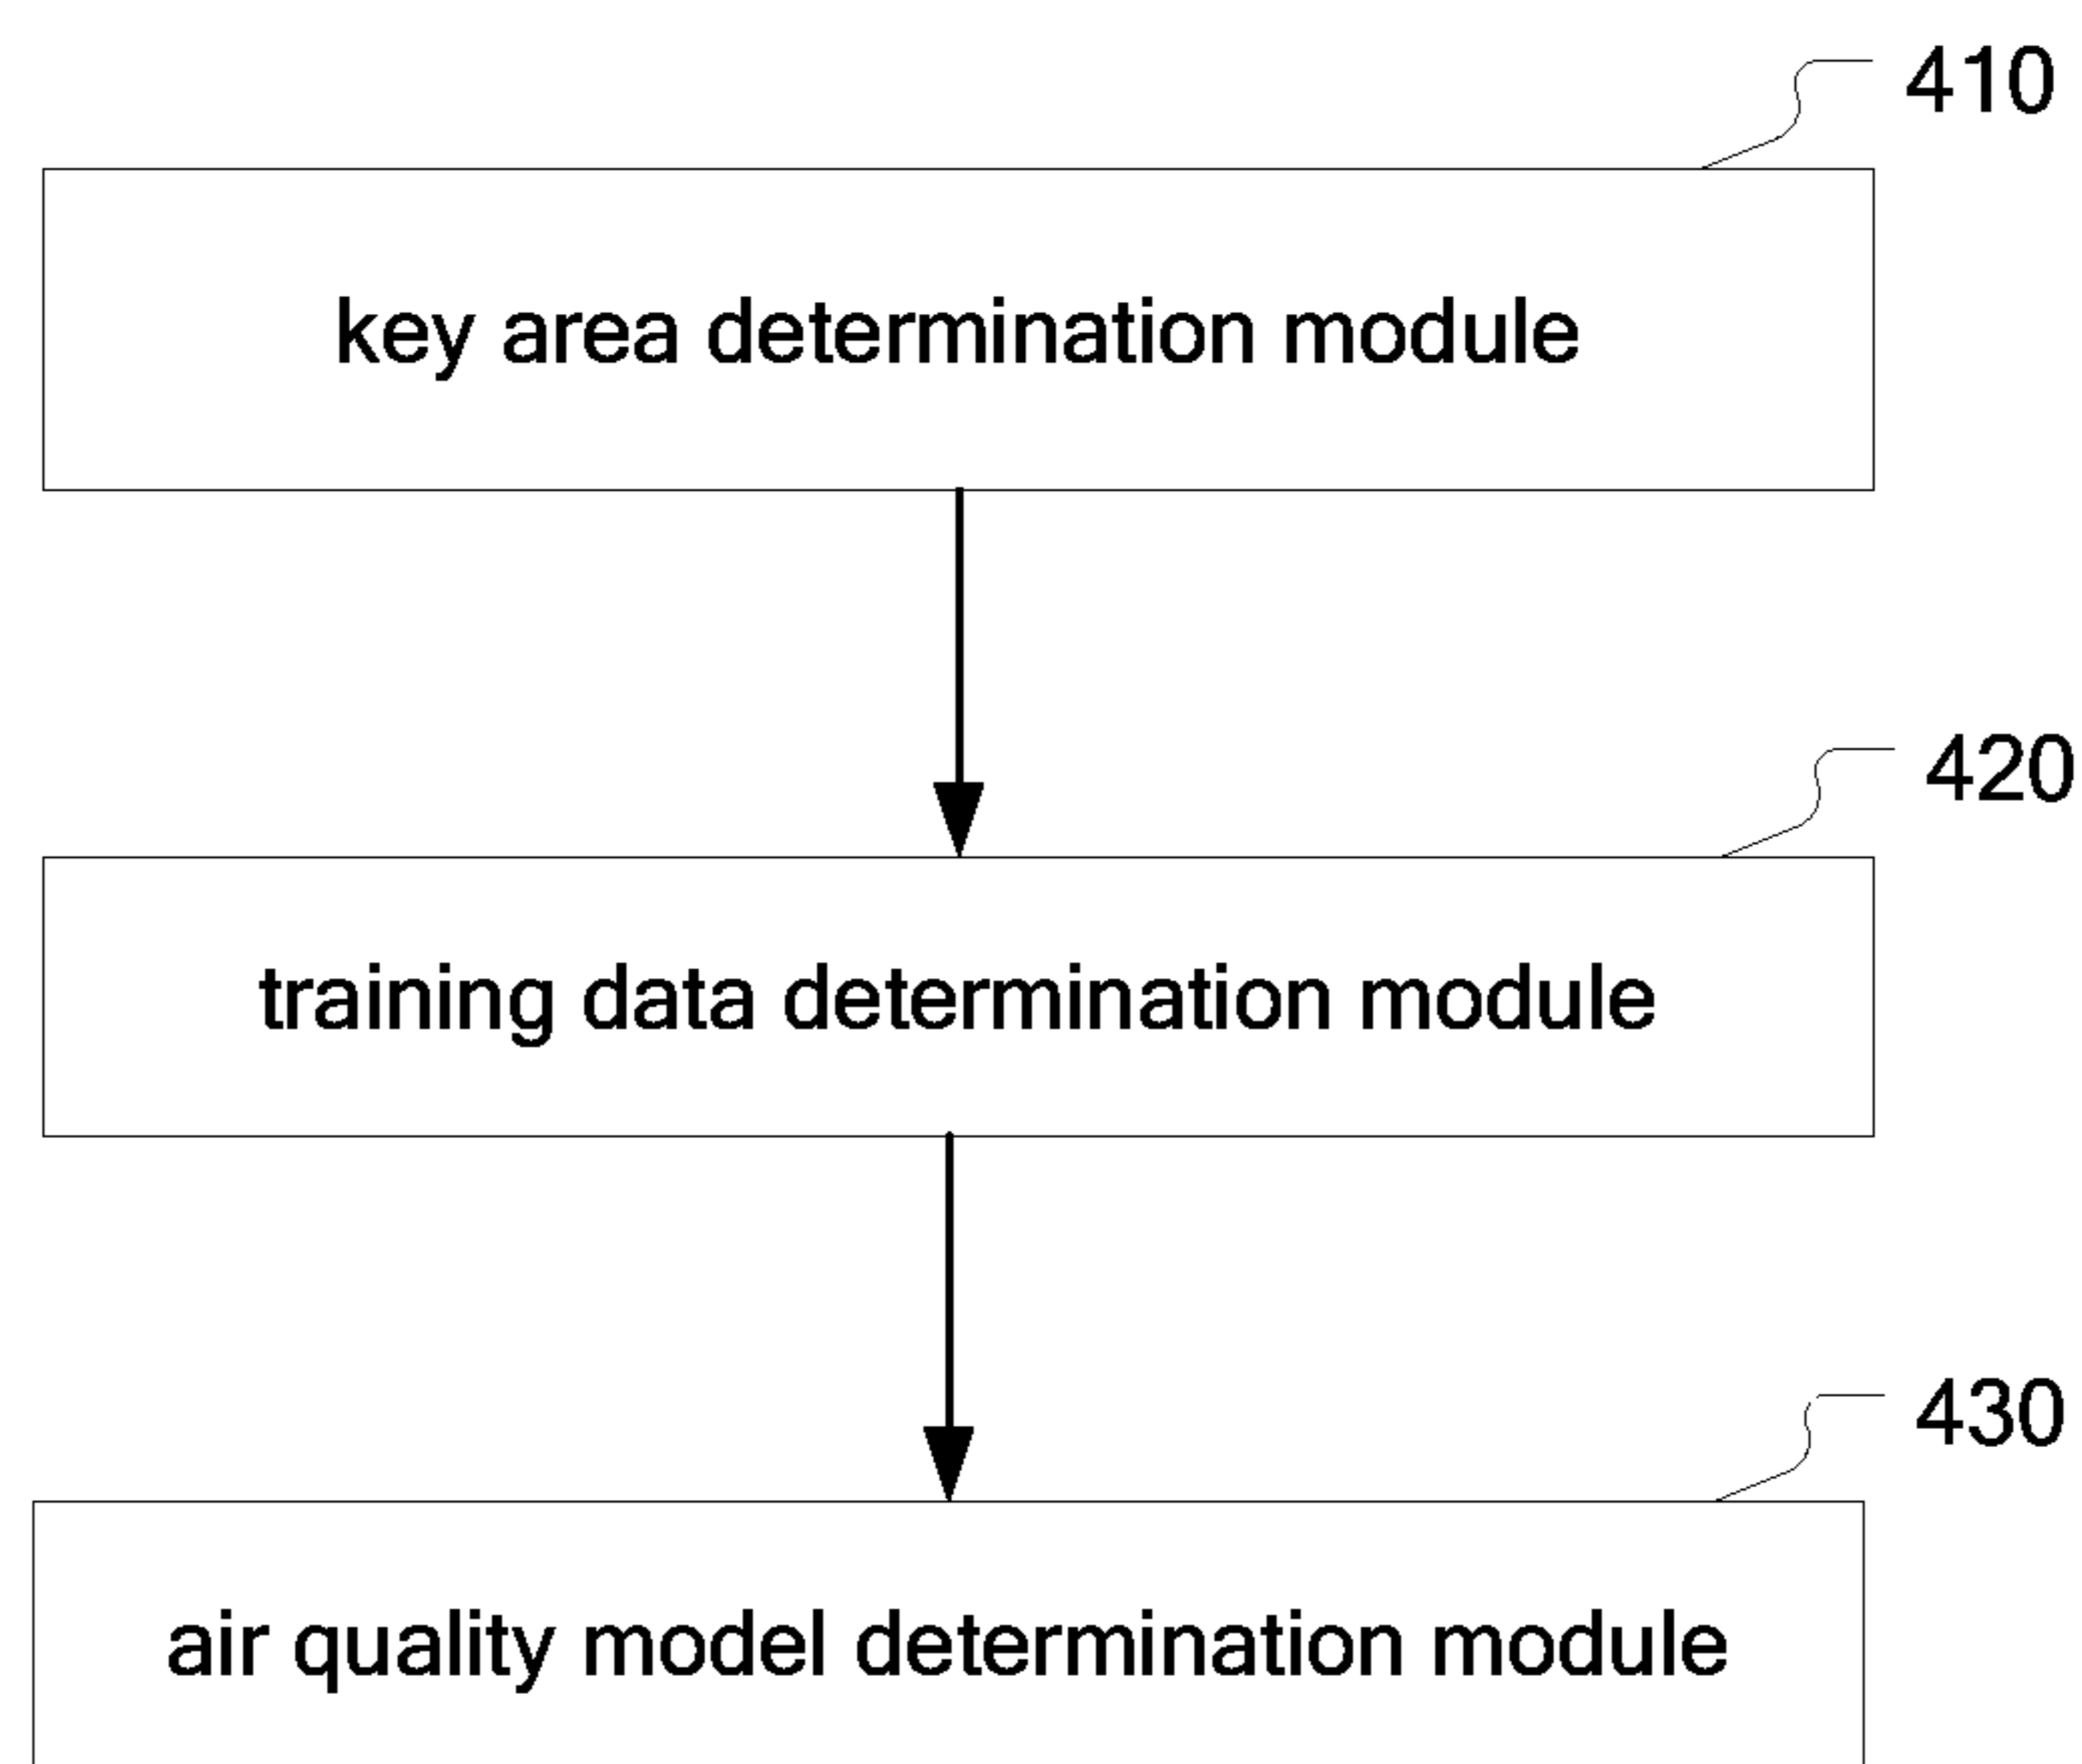 410
key area determination module
420
training data determination module
430
air quality model determination module